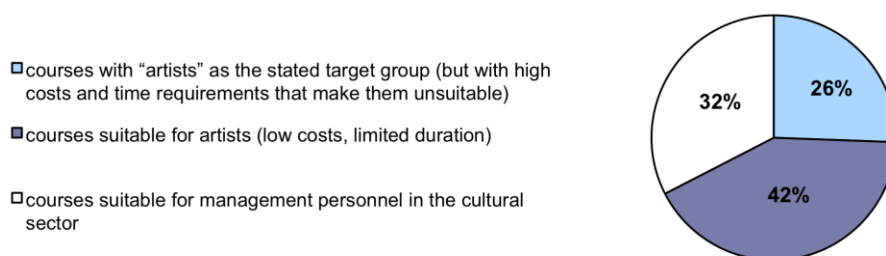 courses with “artists” as the stated target group (but with high
costs and time requirements that make them unsuitable)
courses suitable for artists (low costs, limited duration)
courses suitable for management personnel in the cultural
sector
26%
32%
42%